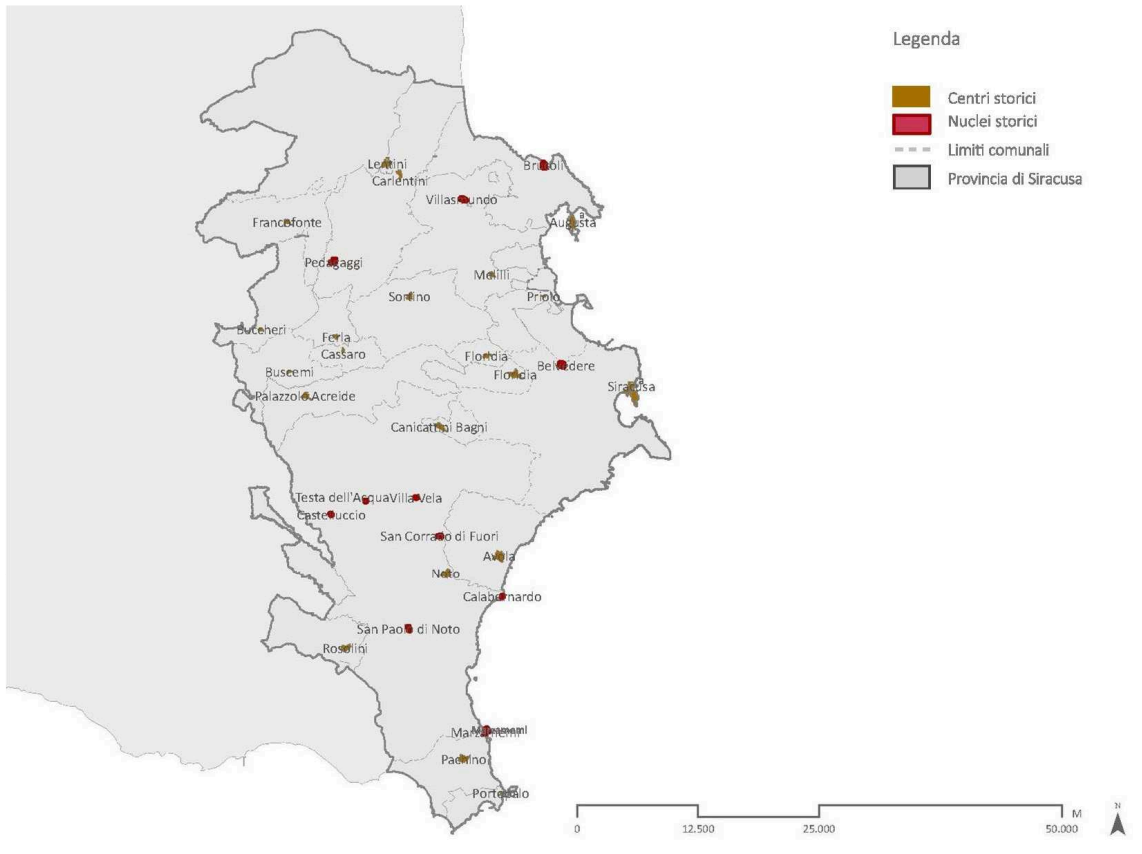 Legenda
Centri storici
Nuclei storici
Limiti comunali
Provincia di Siracusa
Lentini
Carlentini
Brucoli
Villasmundo
Augusta
Francofonte
Pedagaggi
Melilli
Sortino
Priolo
Buccheri
Ferla
Cassaro
Floridia
Belvedere
Buscemi
Floridia
Siracusa
Palazzolo Acreide
Canicattini Bagni
Testa dell'Acqua
Villa Vela
Castelluccio
San Corrado di Fuori
Avola
Noto
Calabernardo
San Paolo di Noto
Rosolini
Marzamemi
Pachino
Portopalo
M
N
0
12.500
25.000
50.000